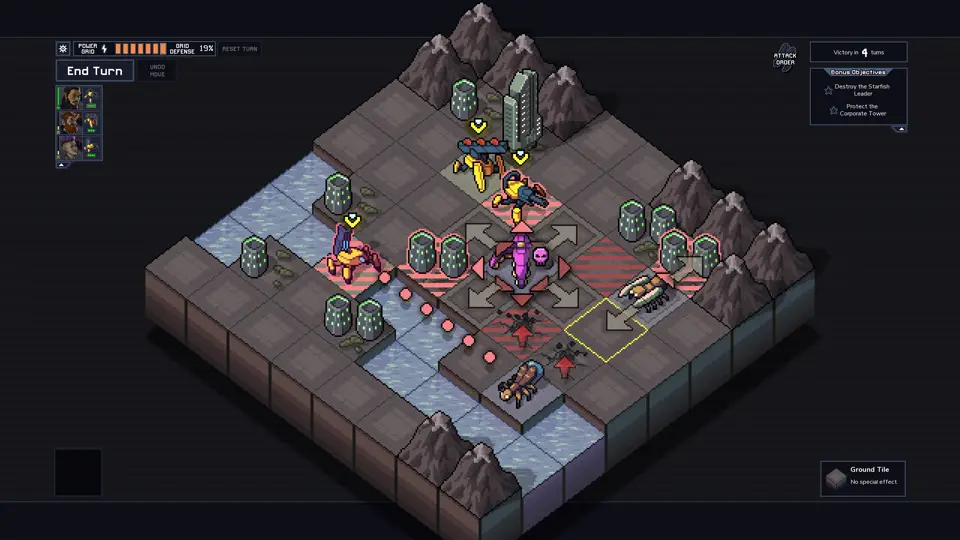 POWER GRID
GRID DEFENSE 19%
RESET TURN
End Turn
UNDO MOVE
ATTACK ORDER
Victory in 4 turns
Bonus Objectives
Destroy the Starfish
Leader
Protect the
Corporate Tower
Ground Tile
No special effect.